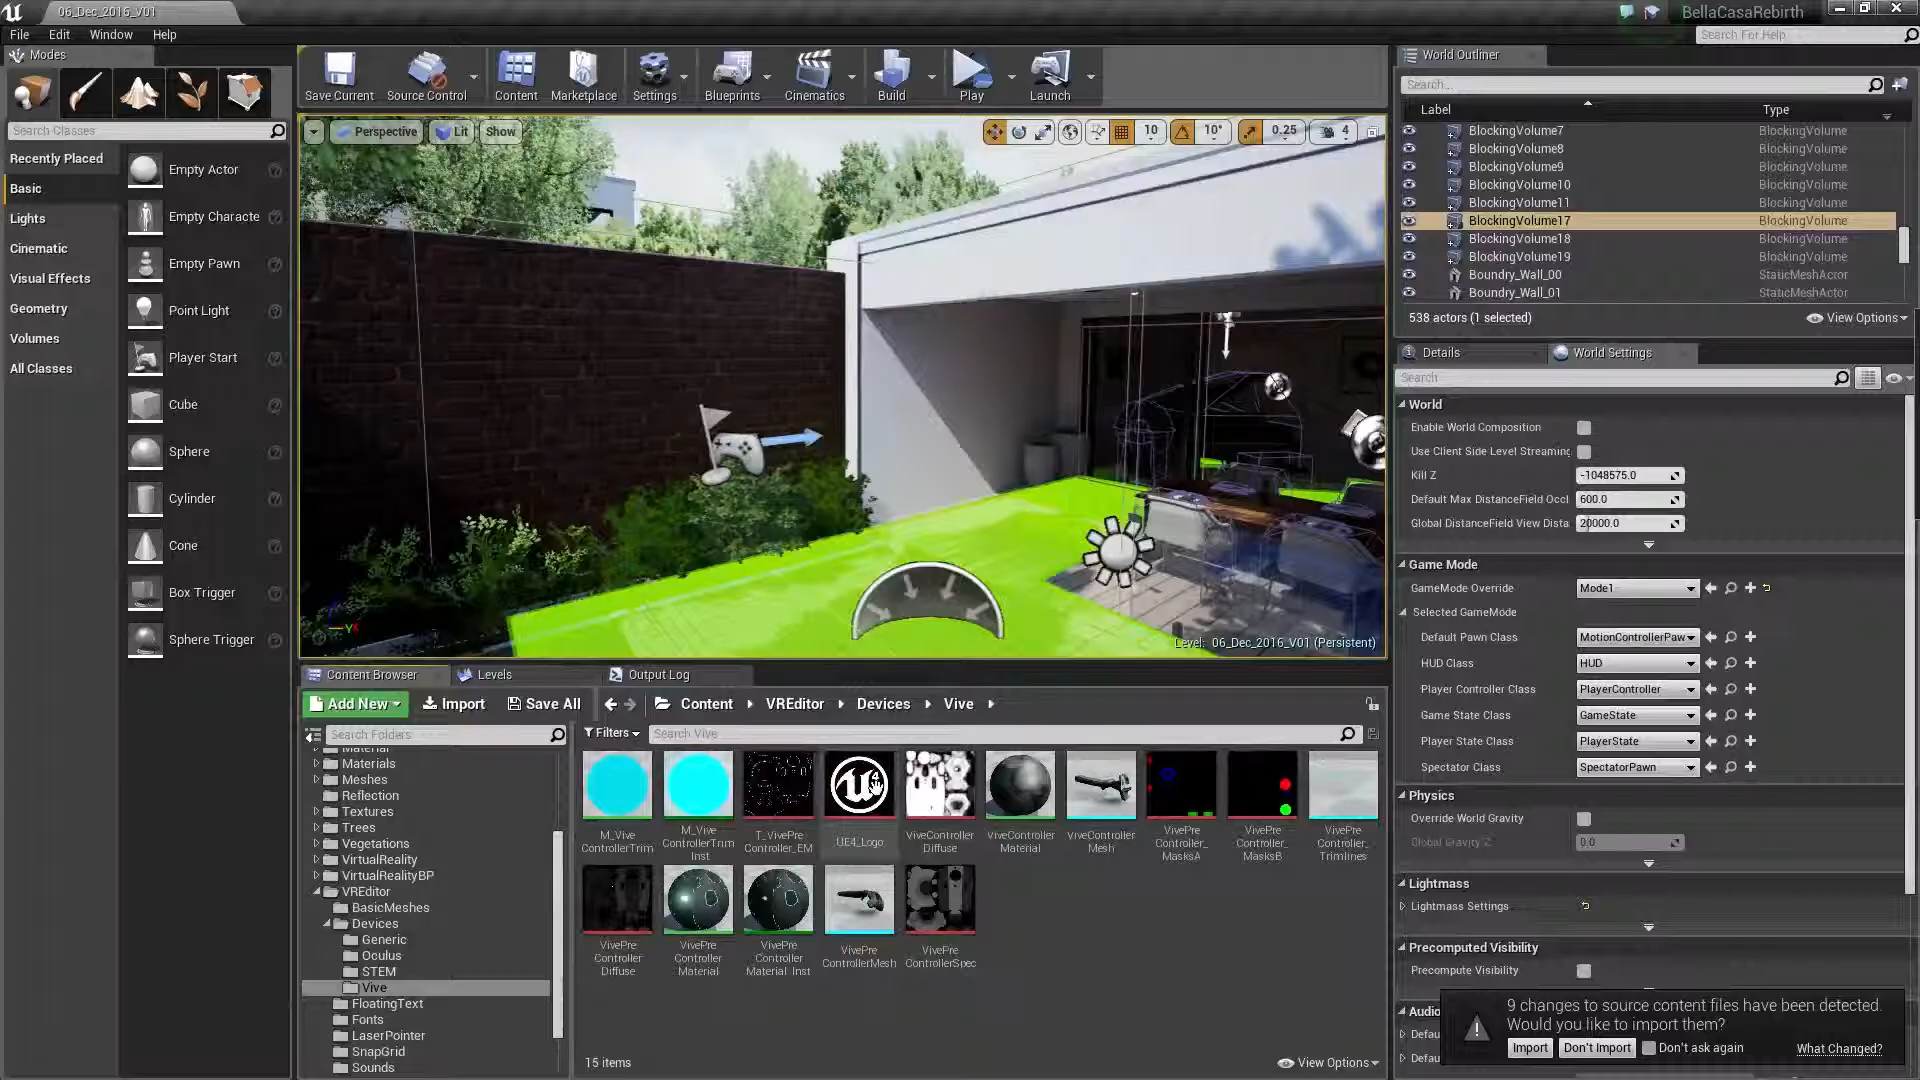 06_Dec_2016_V01
BellaCasaRebirth
File Edit Window Help
Search For Help
Modes
Search Classes
Recently Placed
Basic
Lights
Cinematic
Visual Effects
Geometry
Volumes
All Classes
Empty Actor
Empty Characte
Empty Pawn
Point Light
Player Start
Cube
Sphere
Cylinder
Cone
Box Trigger
Sphere Trigger
Save Current Source Control Content Marketplace Settings Blueprints Cinematics Build Play Launch
Perspective Lit Show 10 10° 0.25 4
Level: 06_Dec_2016_V01 (Persistent)
World Outliner
Search...
Label Type
BlockingVolume7 BlockingVolume
BlockingVolume8 BlockingVolume
BlockingVolume9 BlockingVolume
BlockingVolume10 BlockingVolume
BlockingVolume11 BlockingVolume
BlockingVolume17 BlockingVolume
BlockingVolume18 BlockingVolume
BlockingVolume19 BlockingVolume
Boundry_Wall_00 StaticMeshActor
Boundry_Wall_01 StaticMeshActor
538 actors (1 selected) View Options
Details World Settings
Search
World
Enable World Composition
Use Client Side Level Streaming
Kill Z -1048575.0
Default Max DistanceField Occl 600.0
Global DistanceField View Dista 20000.0
Game Mode
GameMode Override Mode1
Selected GameMode
Default Pawn Class MotionControllerPaw
HUD Class HUD
Player Controller Class PlayerController
Game State Class GameState
Player State Class PlayerState
Spectator Class SpectatorPawn
Physics
Override World Gravity
Global Gravity Z 0.0
Lightmass
Lightmass Settings
Precomputed Visibility
Precompute Visibility
Audio
Defau
Defau
9 changes to source content files have been detected.
Would you like to import them?
Import Don't Import Don't ask again What Changed?
Content Browser Levels Output Log
Add New Import Save All Content VREditor Devices Vive
Search Folders
Filters Search Vive
Material
Materials
Meshes
Reflection
Textures
Trees
Vegetations
VirtualReality
VirtualRealityBP
VREditor
BasicMeshes
Devices
Generic
Oculus
STEM
Vive
FloatingText
Fonts
LaserPointer
SnapGrid
Sounds
M_Vive
ControllerTrim
M_Vive
ControllerTrim
Inst
T_VivePre
Controller_EM
UE4_Logo
ViveController
Diffuse
ViveController
Material
ViveController
Mesh
VivePre
Controller_
MasksA
VivePre
Controller_
MasksB
VivePre
Controller_
Trimlines
VivePre
Controller
Diffuse
VivePre
Controller
Material
VivePre
Controller
Material_Inst
VivePre
ControllerMesh
VivePre
ControllerSpec
15 items View Options